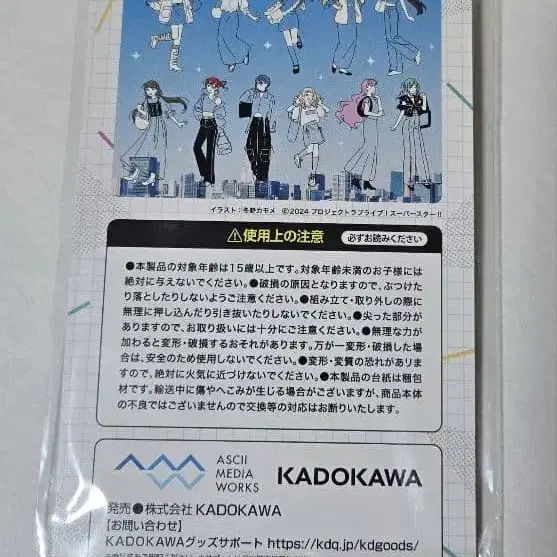 イラスト：冬野カモメ ©2024 プロジェクトラブライブ！スーパースター!!
⚠使用上の注意 必ずお読みください
●本製品の対象年齢は15歳以上です。対象年齢未満のお子様には
絶対に与えないでください。●破損の原因となりますので、ぶつけた
り落としたりしないようご注意ください。●組み立て・取り外しの際に
無理に押し込んだり引き抜いたりしないでください。●尖った部分が
ありますので、お取り扱いには十分にご注意ください。●無理な力が
加わると変形・破損するおそれがあります。万が一変形・破損した場
合は、安全のため使用しないでください。●変形・変質の恐れがありま
すので、絶対に火気に近づけないでください。●本製品の台紙は梱包
材です。輸送中に傷やへこみが生じる場合がございますが、商品本体
の不良ではございませんので交換等の対応はお断りいたします。
ASCII
MEDIA
WORKS
KADOKAWA
発売●株式会社 KADOKAWA
【お問い合わせ】
KADOKAWAグッズサポート https://kdq.jp/kdgoods/